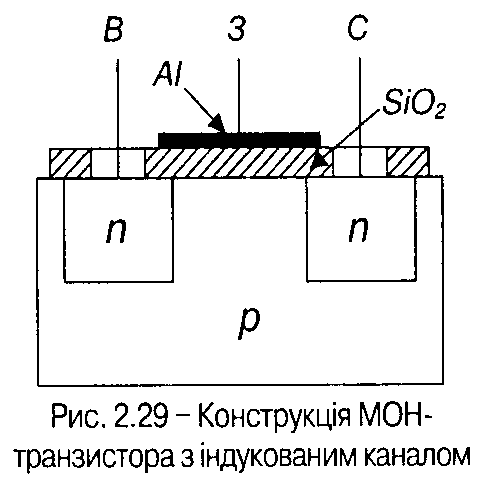 В З С
Al
SiO2
n n
p
Рис. 2.29 – Конструкція МОН-
транзистора з індукованим каналом